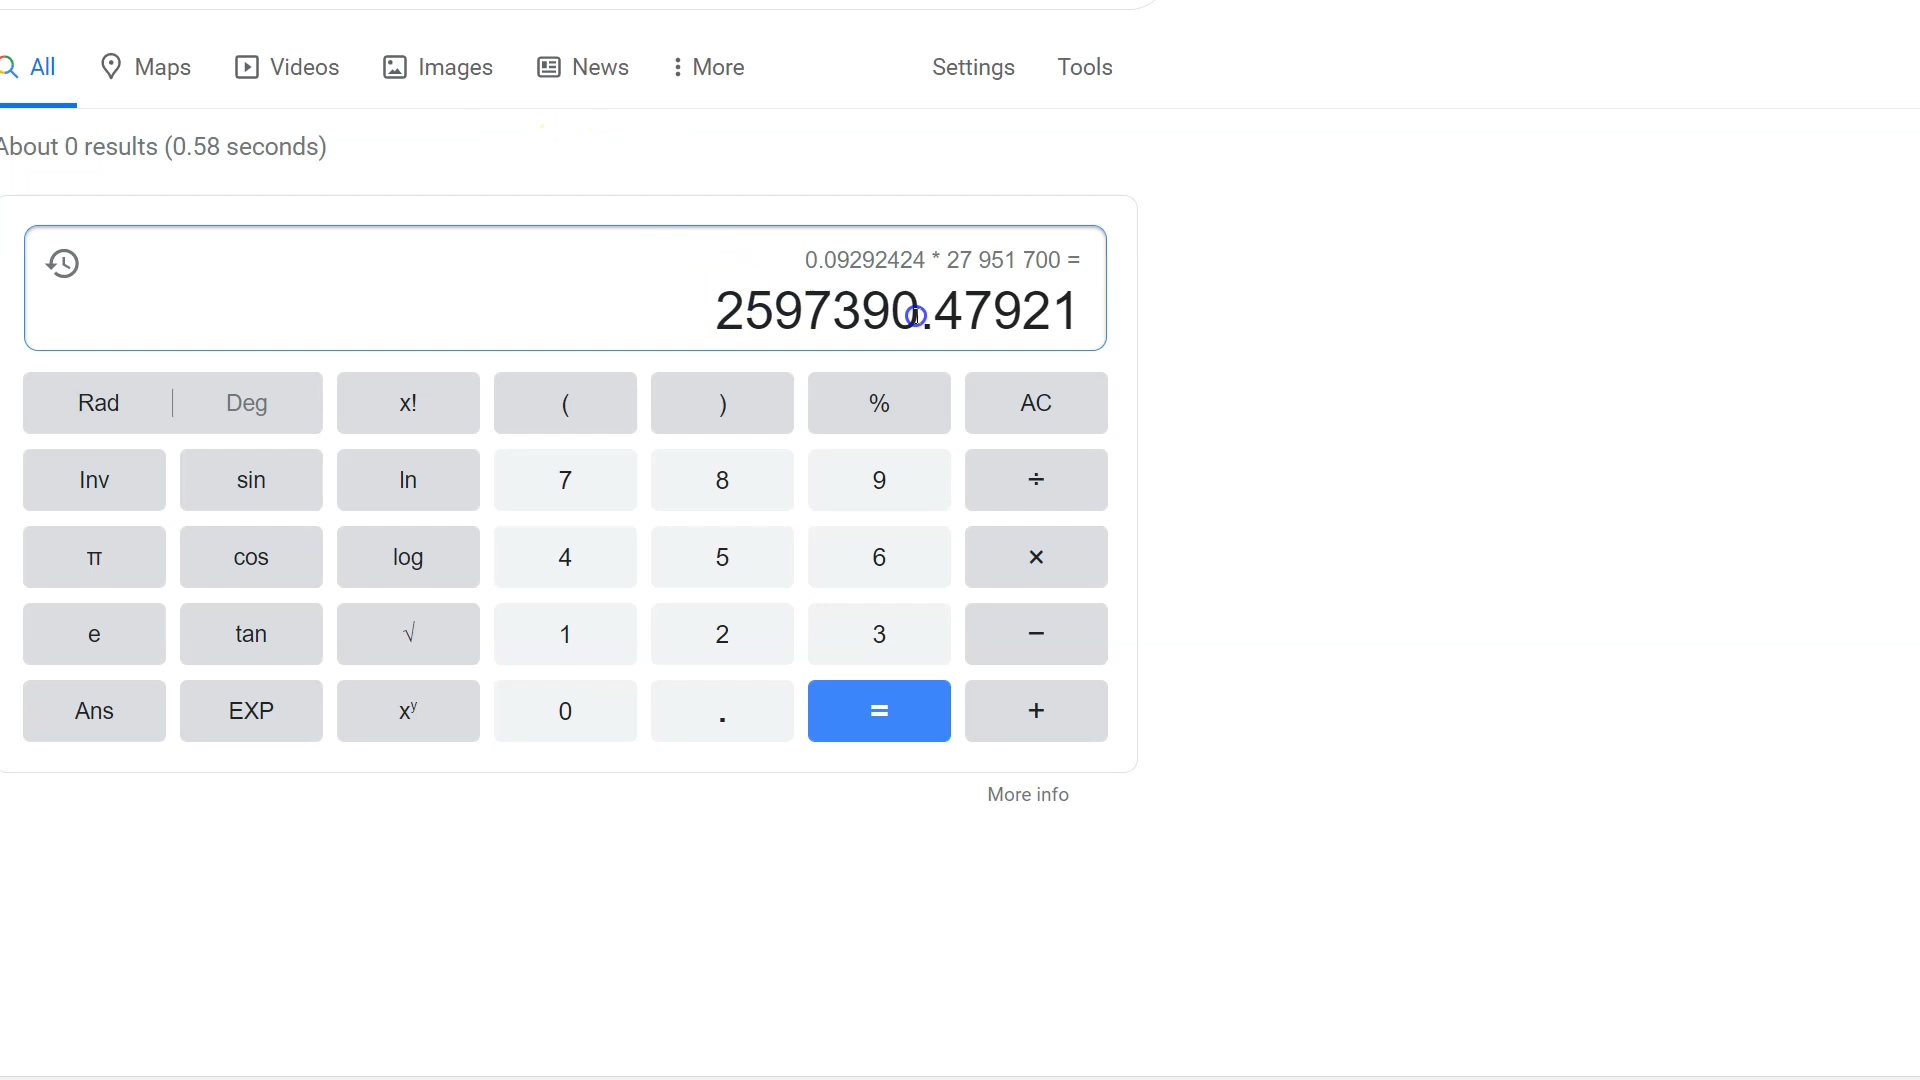 All Maps Videos Images News More Settings Tools
About 0 results (0.58 seconds)
0.09292424 * 27 951 700 =
2597390.47921
Rad Deg x! ( ) % AC
Inv sin ln 7 8 9 ÷
π cos log 4 5 6 ×
e tan √ 1 2 3 −
Ans EXP xʸ 0 . = +
More info